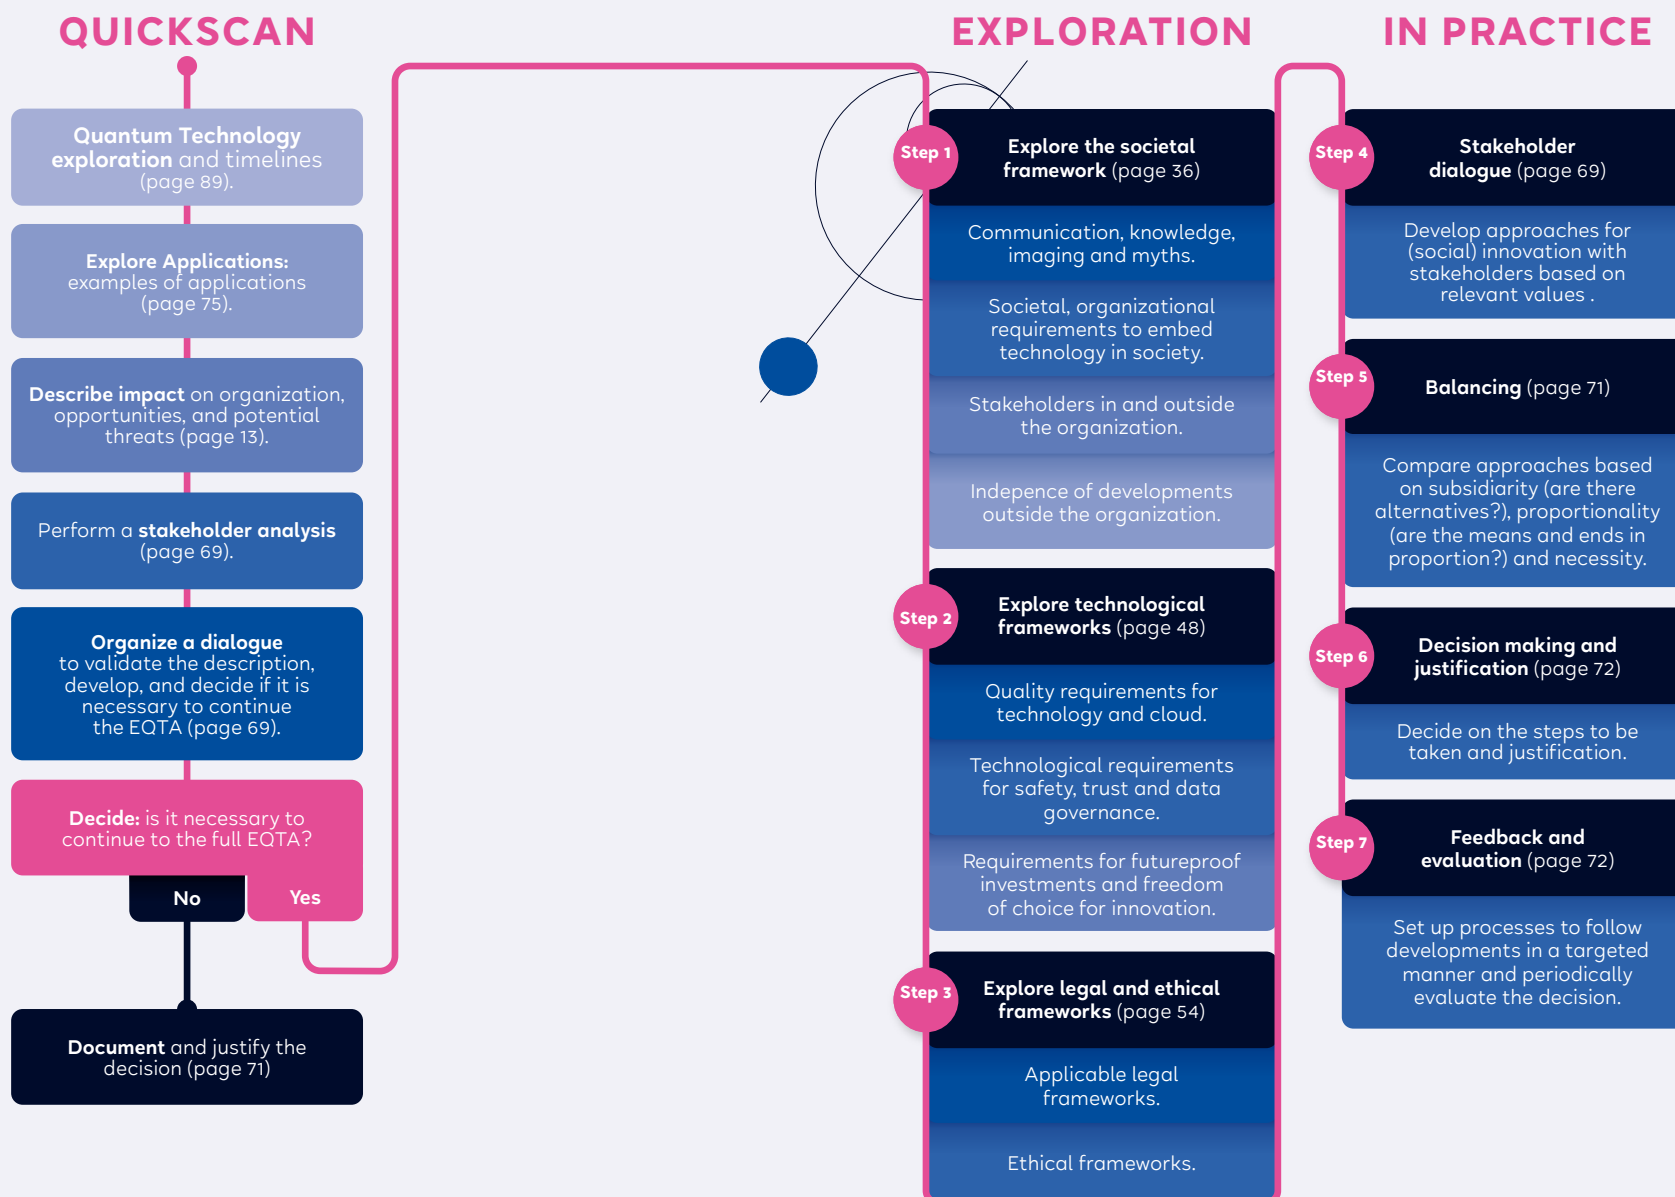 QUICKSCAN
Quantum Technology
exploration and timelines
(page 89).
Explore Applications:
examples of applications
(page 75).
Describe impact on organization,
opportunities, and potential
threats (page 13).
Perform a stakeholder analysis
(page 69).
Organize a dialogue
to validate the description,
develop, and decide if it is
necessary to continue
the EQTA (page 69).
Decide: is it necessary to
continue to the full EQTA?
No
Yes
Document and justify the
decision (page 71)
EXPLORATION
Step 1
Explore the societal
framework (page 36)
Communication, knowledge,
imaging and myths.
Societal, organizational
requirements to embed
technology in society.
Stakeholders in and outside
the organization.
Indepence of developments
outside the organization.
Step 2
Explore technological
frameworks (page 48)
Quality requirements for
technology and cloud.
Technological requirements
for safety, trust and data
governance.
Requirements for futureproof
investments and freedom
of choice for innovation.
Step 3
Explore legal and ethical
frameworks (page 54)
Applicable legal
frameworks.
Ethical frameworks.
IN PRACTICE
Step 4
Stakeholder
dialogue (page 69)
Develop approaches for
(social) innovation with
stakeholders based on
relevant values .
Step 5
Balancing (page 71)
Compare approaches based
on subsidiarity (are there
alternatives?), proportionality
(are the means and ends in
proportion?) and necessity.
Step 6
Decision making and
justification (page 72)
Decide on the steps to be
taken and justification.
Step 7
Feedback and
evaluation (page 72)
Set up processes to follow
developments in a targeted
manner and periodically
evaluate the decision.